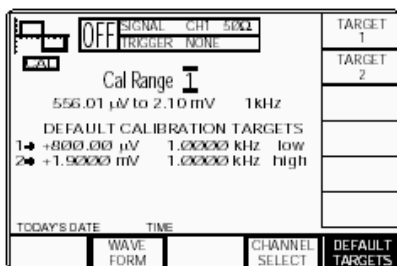 OFF SIGNAL CH1 50Ω
TRIGGER NONE
CAL
Cal Range 1
556.01 µV to 2.10 mV 1kHz
DEFAULT CALIBRATION TARGETS
1 +800.00 µV 1.0000 kHz low
2 +1.9000 mV 1.0000 kHz high
TODAY'S DATE TIME
TARGET
1
TARGET
2
WAVE
FORM
CHANNEL
SELECT
DEFAULT
TARGETS